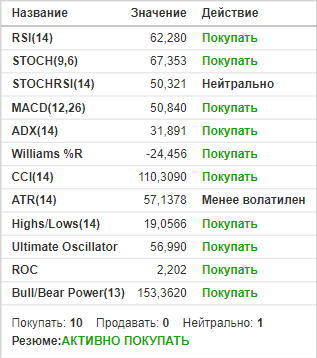 Название Значение Действие
RSI(14) 62,280 Покупать
STOCH(9,6) 67,353 Покупать
STOCHRSI(14) 50,321 Нейтрально
MACD(12,26) 50,840 Покупать
ADX(14) 31,891 Покупать
Williams %R -24,456 Покупать
CCI(14) 110,3090 Покупать
ATR(14) 57,1378 Менее волатилен
Highs/Lows(14) 19,0566 Покупать
Ultimate Oscillator 56,990 Покупать
ROC 2,202 Покупать
Bull/Bear Power(13) 153,3620 Покупать
Покупать: 10 Продавать: 0 Нейтрально: 1
Резюме:АКТИВНО ПОКУПАТЬ